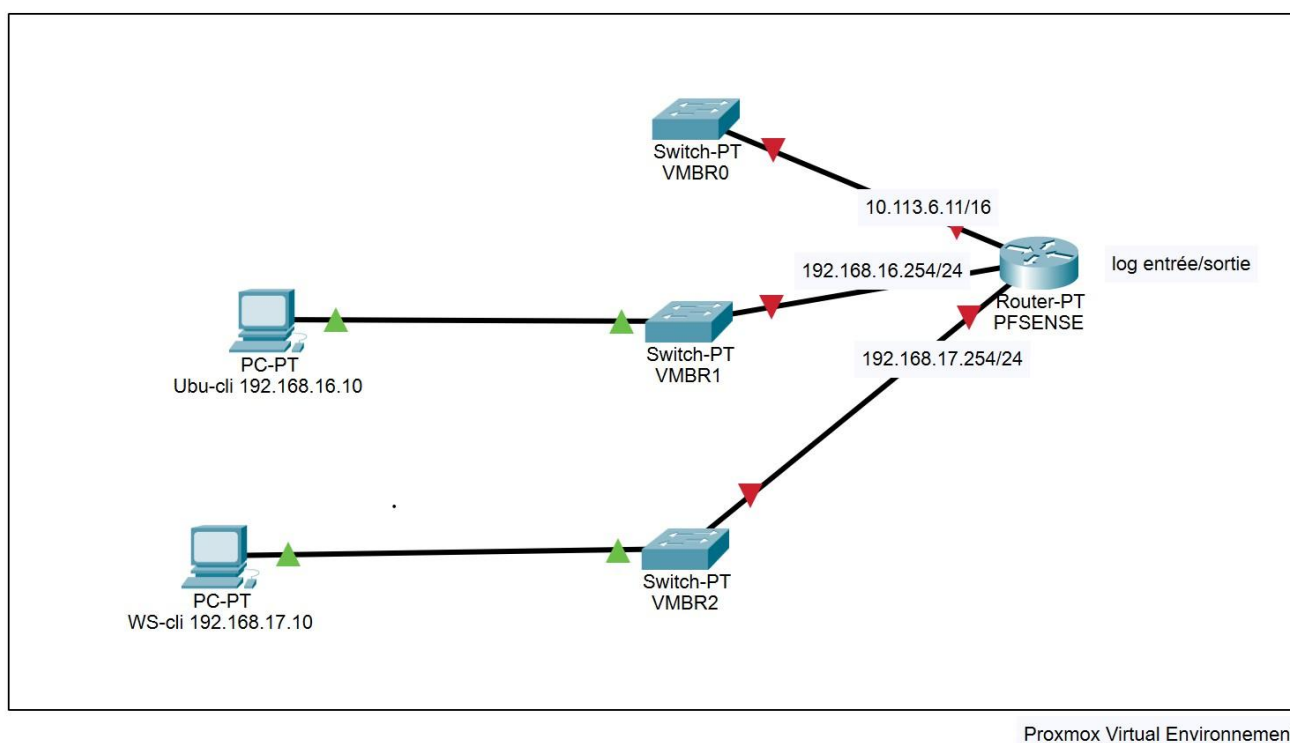 Switch-PT
VMBR0
10.113.6.11/16
192.168.16.254/24
log entrée/sortie
Router-PT
PFSENSE
Switch-PT
VMBR1
PC-PT
Ubu-cli 192.168.16.10
192.168.17.254/24
Switch-PT
VMBR2
PC-PT
WS-cli 192.168.17.10
Proxmox Virtual Environnemen